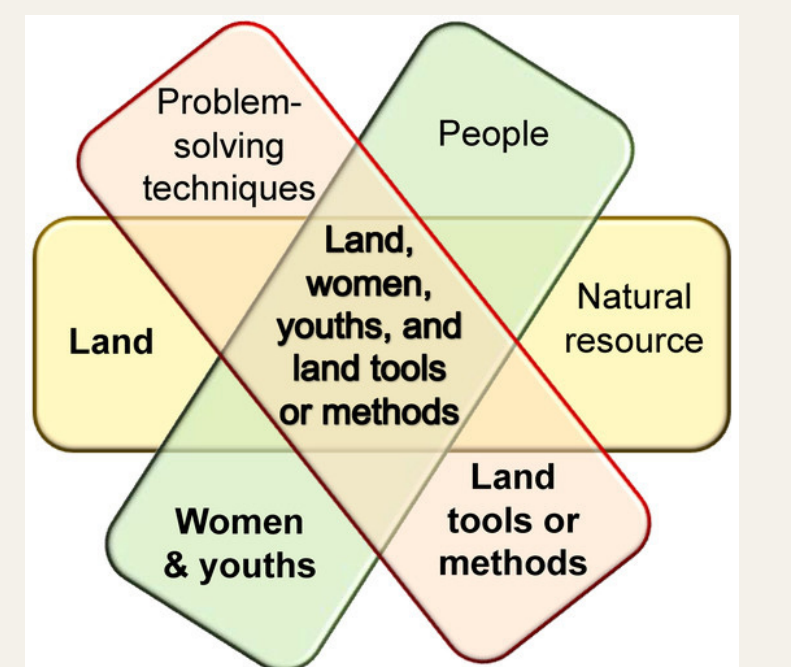 Problem-
solving
techniques
People
Land,
women,
youths, and
land tools
or methods
Land
Natural
resource
Women
& youths
Land
tools or
methods